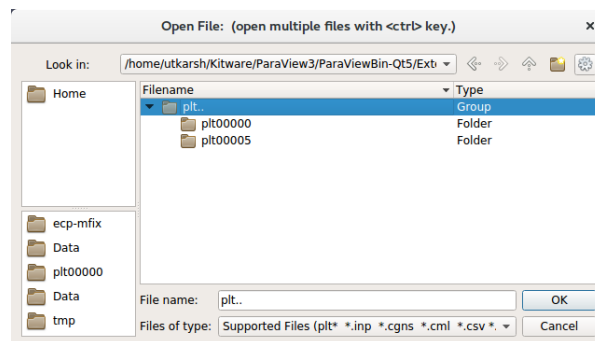 Open File: (open multiple files with <ctrl> key.)
×
Look in: /home/utkarsh/Kitware/ParaView3/ParaViewBin-Qt5/Exte
Home
Filename Type
plt.. Group
plt00000 Folder
plt00005 Folder
ecp-mfix
Data
plt00000
Data
tmp
File name: plt.. OK
Files of type: Supported Files (plt* *.inp *.cgns *.cml *.csv *. Cancel